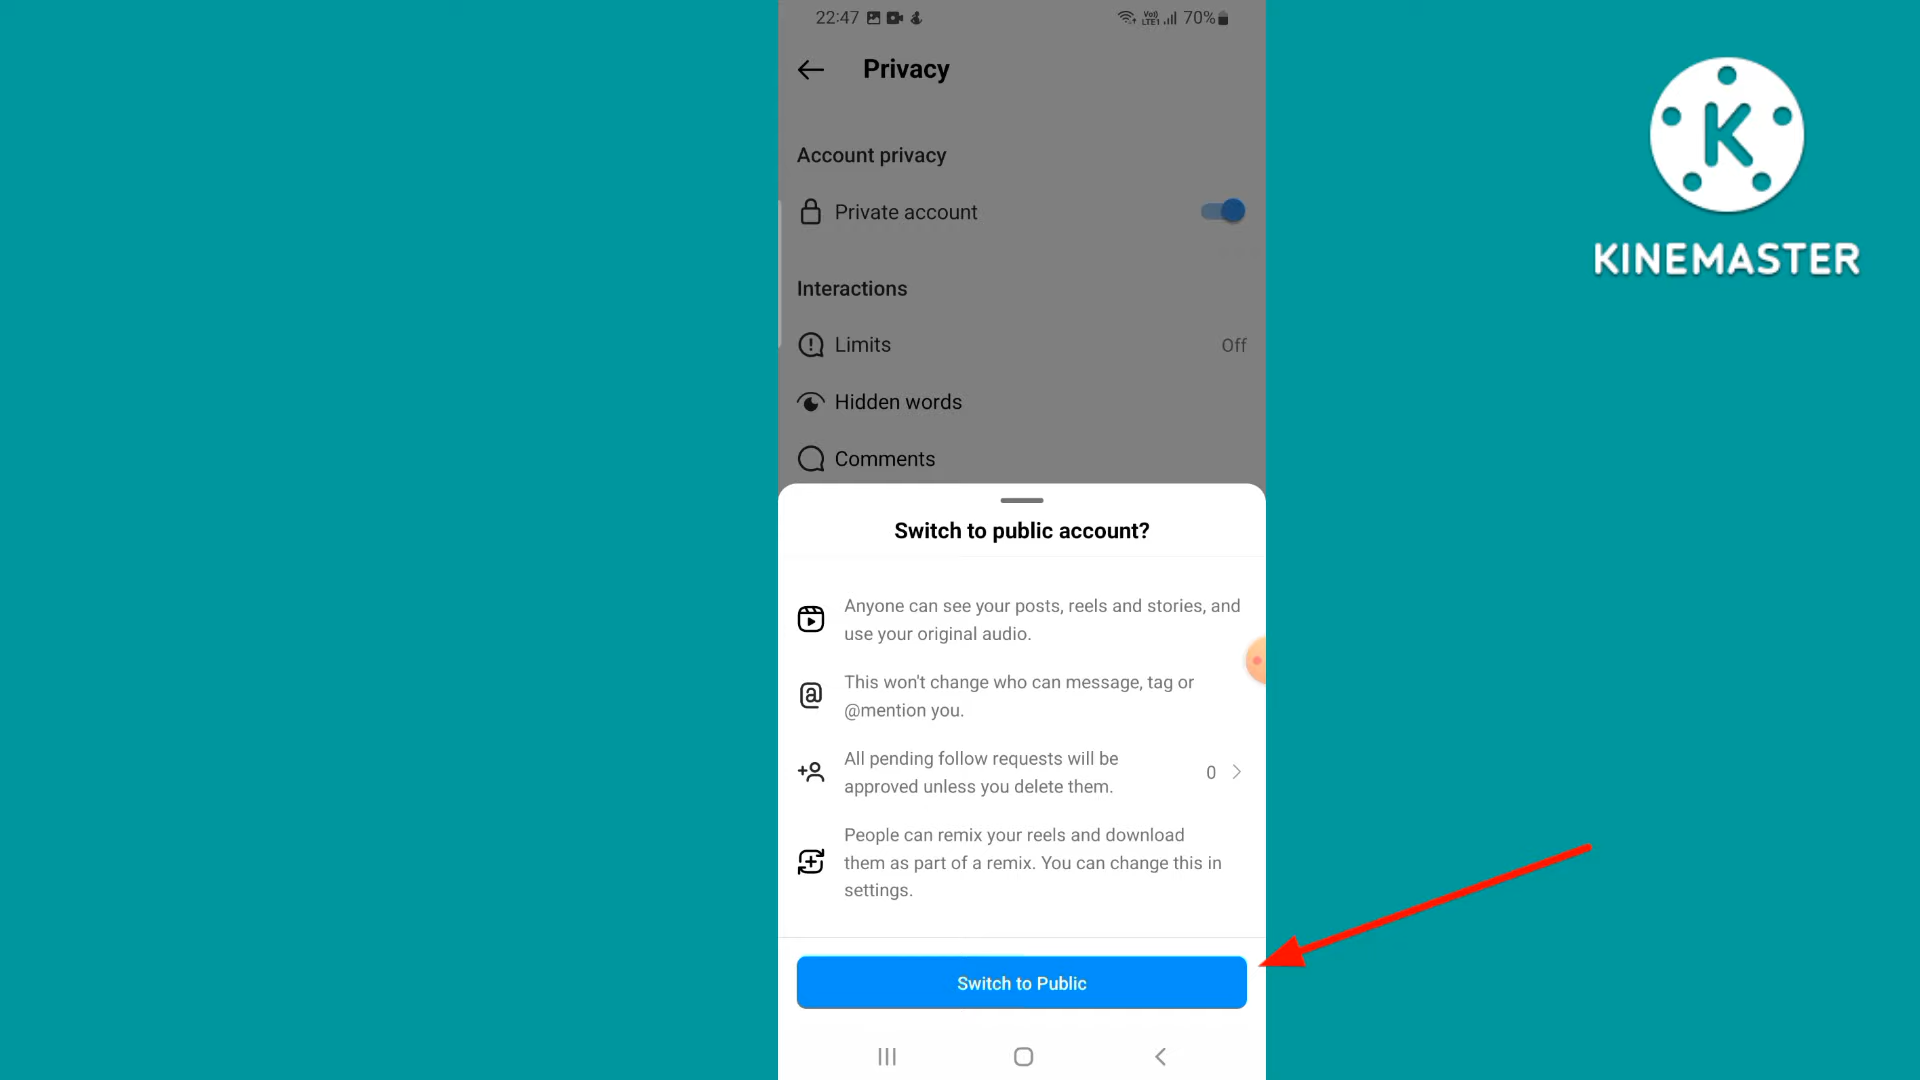 22:47
70%
Privacy
Account privacy
Private account
Interactions
Limits
Off
Hidden words
Comments
Switch to public account?
Anyone can see your posts, reels and stories, and
use your original audio.
This won't change who can message, tag or
@mention you.
All pending follow requests will be
approved unless you delete them.
0
People can remix your reels and download
them as part of a remix. You can change this in
settings.
Switch to Public
K
KINEMASTER